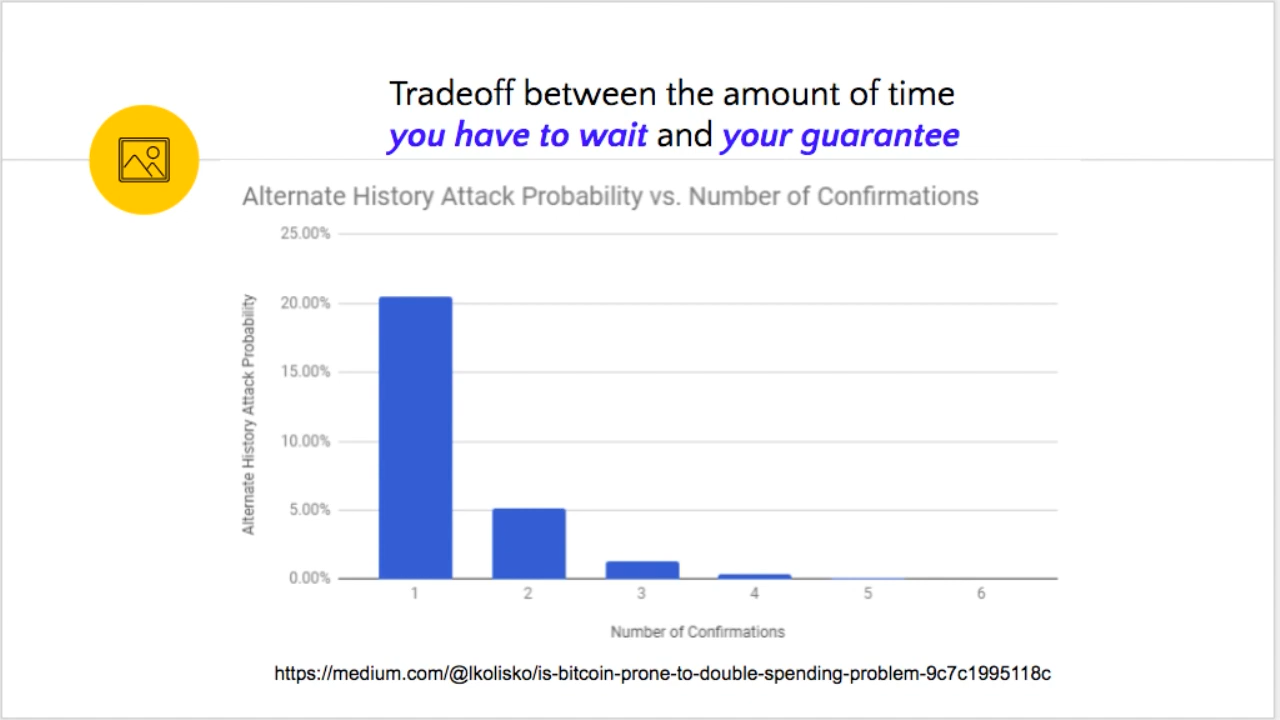 Tradeoff between the amount of time
you have to wait and your guarantee
Alternate History Attack Probability vs. Number of Confirmations
Alternate History Attack Probability
25.00%
20.00%
15.00%
10.00%
5.00%
0.00%
1 2 3 4 5 6
Number of Confirmations
https://medium.com/@lkolisko/is-bitcoin-prone-to-double-spending-problem-9c7c1995118c